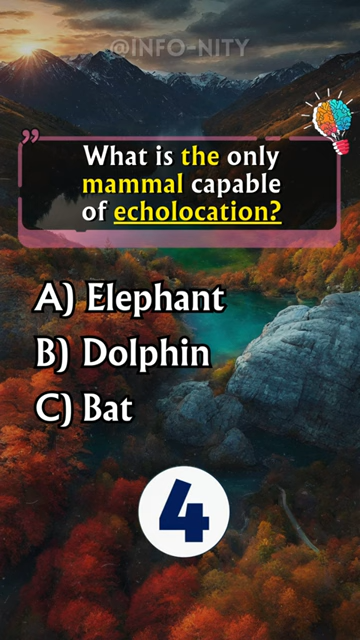 @INFO-NITY
”
What is the only
mammal capable
of echolocation?
A) Elephant
B) Dolphin
C) Bat
4